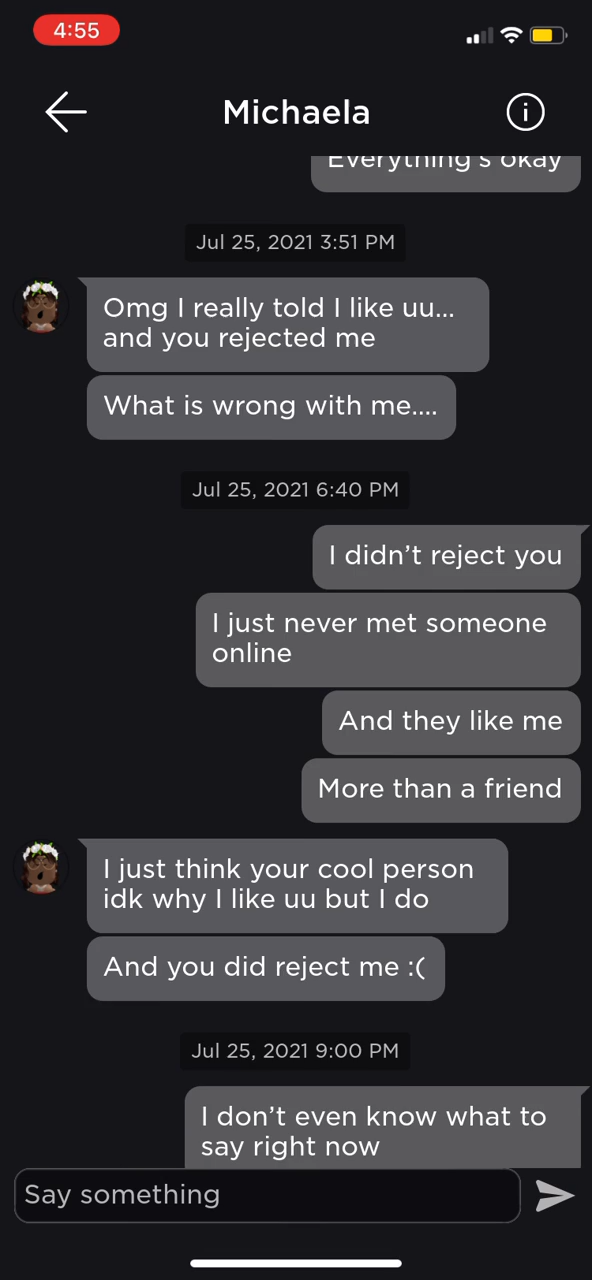 4:55
Michaela
Everything's okay
Jul 25, 2021 3:51 PM
Omg I really told I like uu...
and you rejected me
What is wrong with me....
Jul 25, 2021 6:40 PM
I didn't reject you
I just never met someone
online
And they like me
More than a friend
I just think your cool person
idk why I like uu but I do
And you did reject me :(
Jul 25, 2021 9:00 PM
I don't even know what to
say right now
Say something